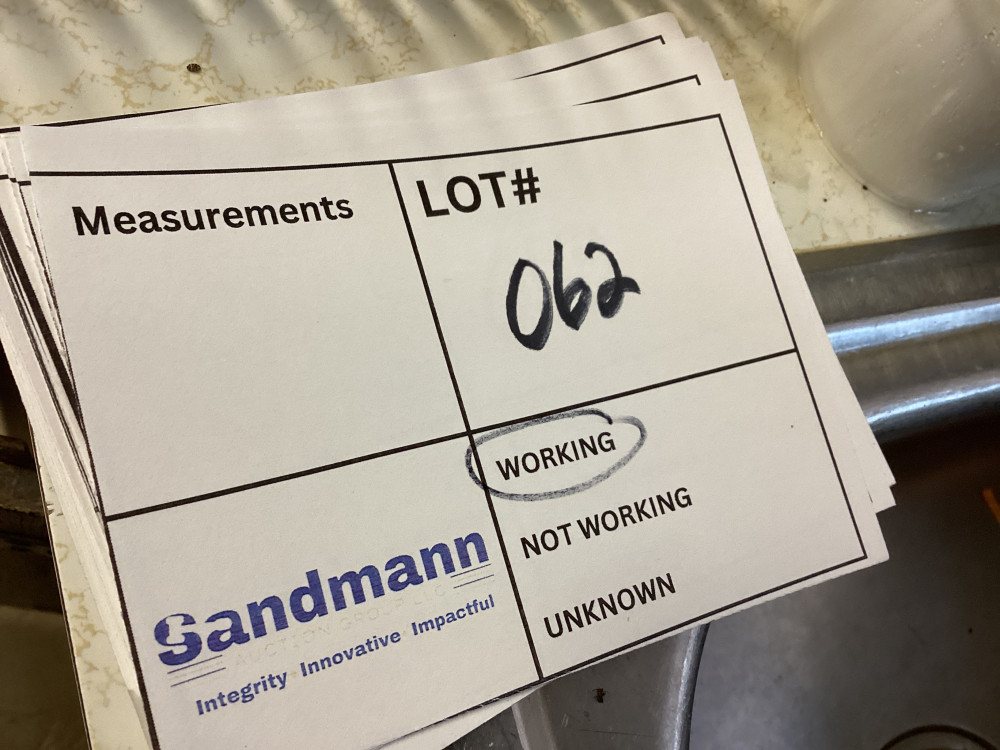 Measurements
LOT#
062
WORKING
NOT WORKING
UNKNOWN
Sandmann
AUCTION GROUP LLC
Integrity Innovative Impactful